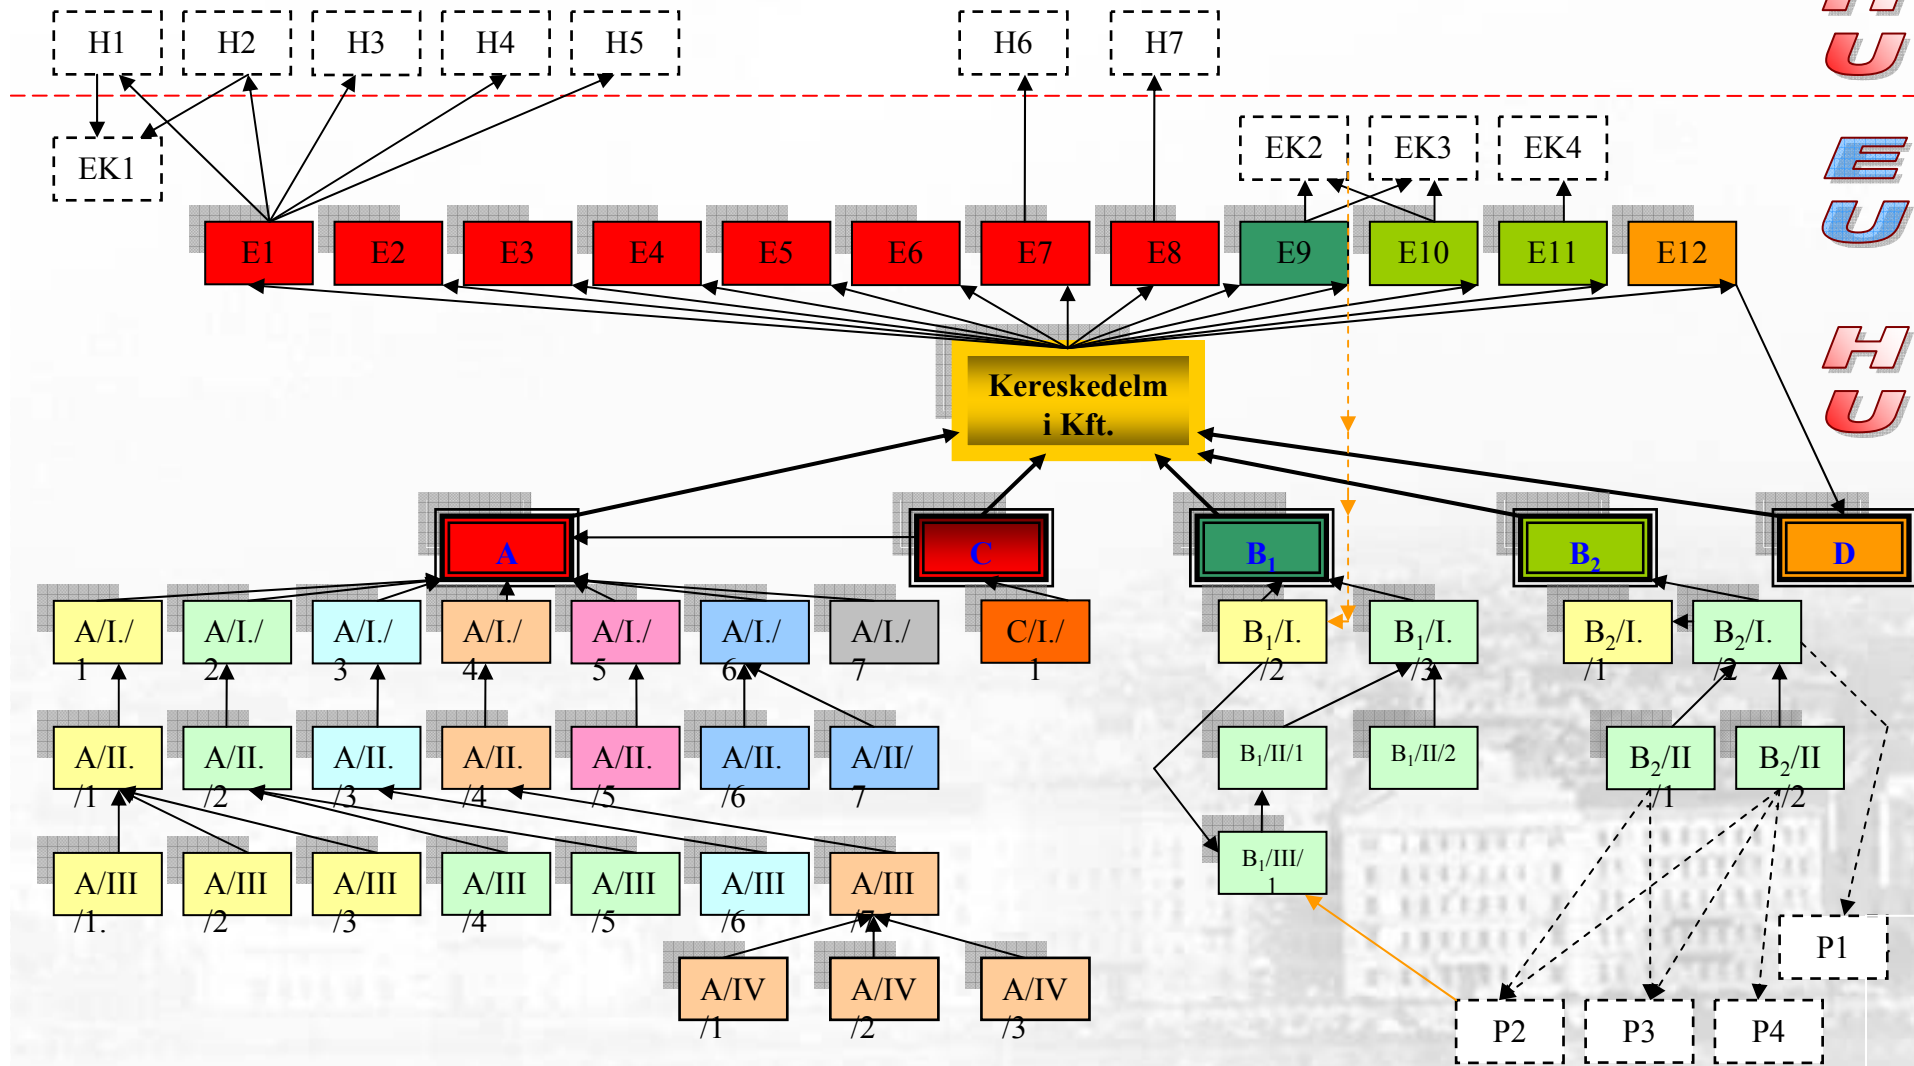 H1 H2 H3 H4 H5 H6 H7
U
EK1 EK2 EK3 EK4
E
U
E1 E2 E3 E4 E5 E6 E7 E8 E9 E10 E11 E12
H
U
Kereskedelm
i Kft.
A C B₁ B₂ D
A/I./ A/I./ A/I./ A/I./ A/I./ A/I./ A/I./ C/I./ B₁/I. B₁/I. B₂/I. B₂/I.
1 2 3 4 5 6 7 1 /2 /3 /1 /2
A/II. A/II. A/II. A/II. A/II. A/II. A/II/ B₁/II/1 B₁/II/2 B₂/II B₂/II
/1 /2 /3 /4 /5 /6 7 /1 /2
A/III A/III A/III A/III A/III A/III A/III B₁/III/
/1. /2 /3 /4 /5 /6 /7 1
P1
A/IV A/IV A/IV
/1 /2 /3
P2 P3 P4